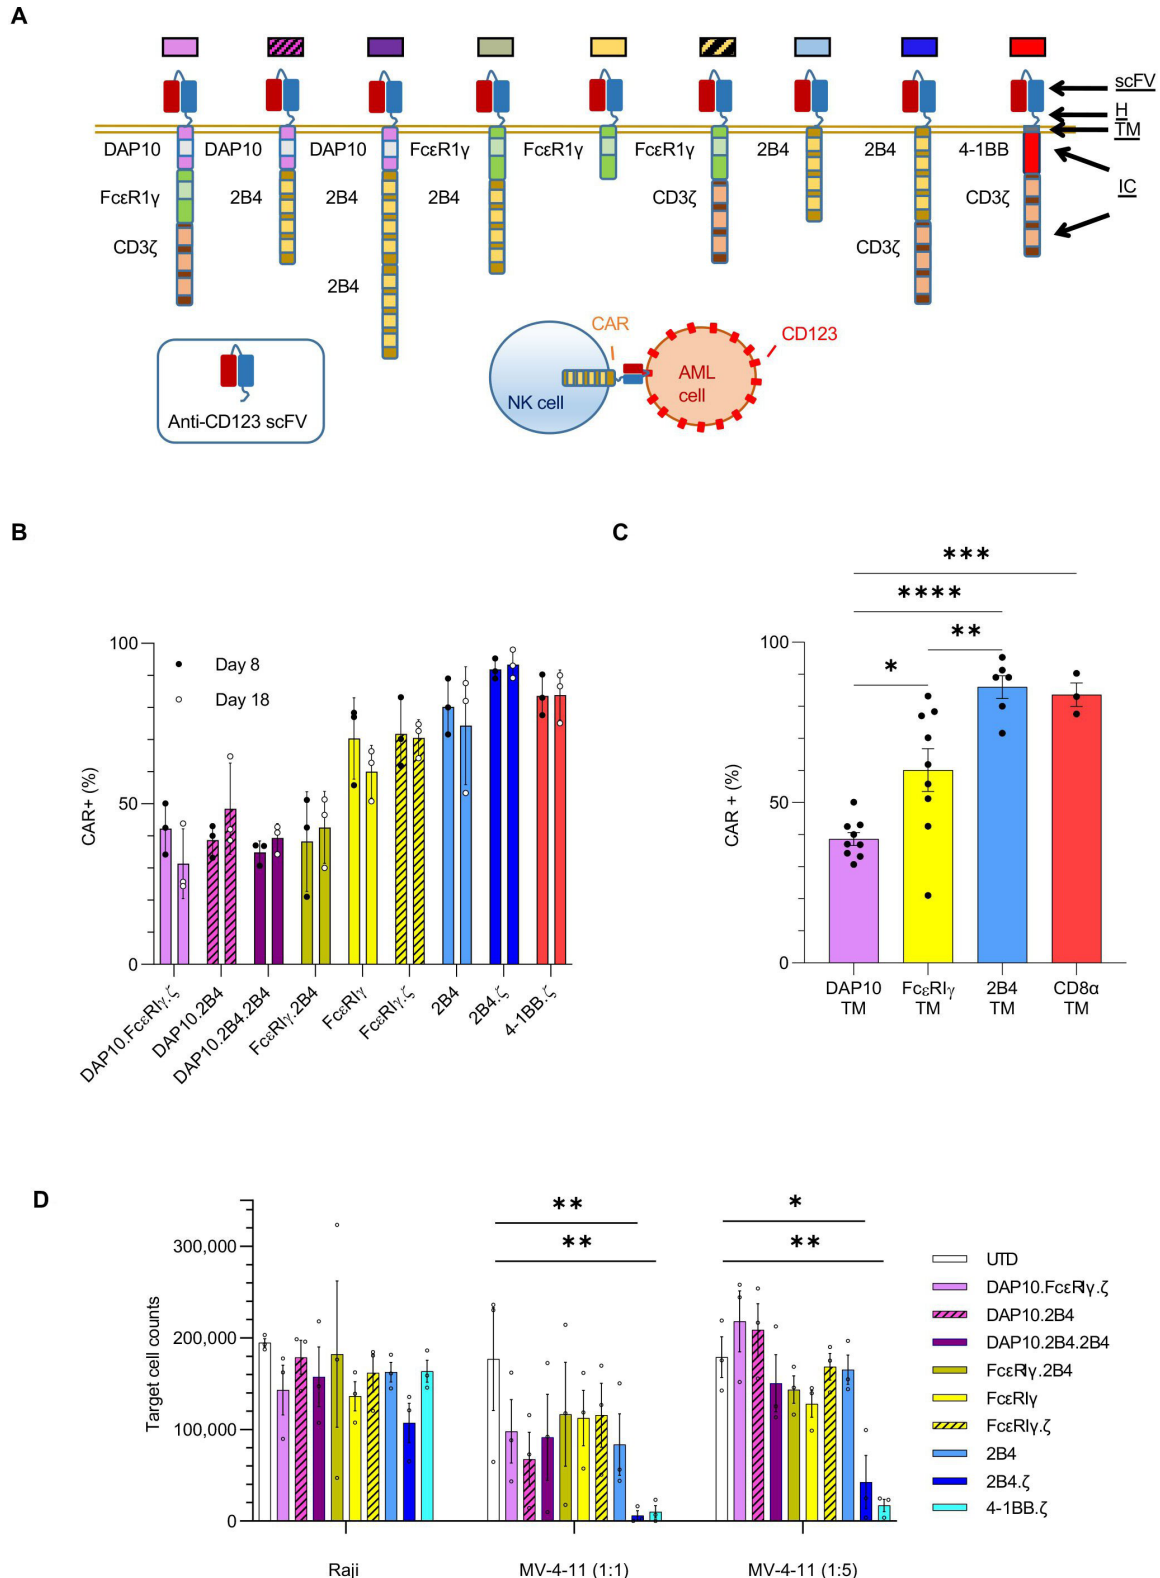 A
scFV
H
TM
IC
DAP10 DAP10 DAP10 FcεR1γ FcεR1γ FcεR1γ 2B4 2B4 4-1BB
FcεR1γ 2B4 2B4 2B4 CD3ζ CD3ζ
CD3ζ CD3ζ
2B4
Anti-CD123 scFV
CAR
CD123
NK cell
AML
cell
B
CAR+ (%)
100
50
0
Day 8
Day 18
DAP10.FcεRIγ.ζ
DAP10.2B4
DAP10.2B4.2B4
FcεRIγ.2B4
FcεRIγ
FcεRIγ.ζ
2B4
2B4.ζ
4-1BB.ζ
C
***
****
**
*
CAR + (%)
100
50
0
DAP10 FcεRIγ 2B4 CD8α
TM TM TM TM
D
Target cell counts
300,000
200,000
100,000
0
** *
** **
Raji MV-4-11 (1:1) MV-4-11 (1:5)
UTD
DAP10.FcεRIγ.ζ
DAP10.2B4
DAP10.2B4.2B4
FcεRIγ.2B4
FcεRIγ
FcεRIγ.ζ
2B4
2B4.ζ
4-1BB.ζ